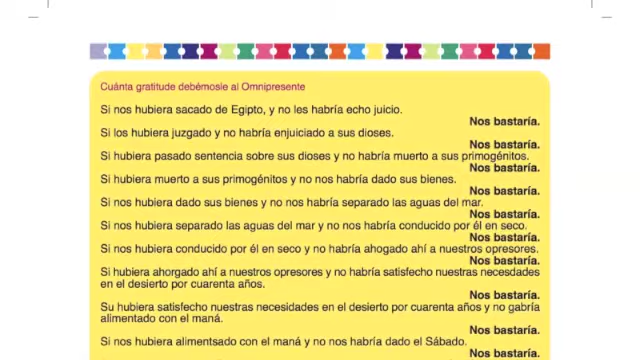 Cuánta gratitude debémosie al Omnipresente
Si nos hubiera sacado de Egipto, y no les habría echo juicio.
Nos bastaría.
Si los hubiera juzgado y no habría enjuiciado a sus dioses.
Nos bastaría.
Si hubiera pasado sentencia sobre sus dioses y no habría muerto a sus primogénitos.
Nos bastaría.
Si hubiera muerto a sus primogénitos y no nos habría dado sus bienes.
Nos bastaría.
Si nos hubiera dado sus bienes y no nos habría separado las aguas del mar.
Nos bastaría.
Si nos hubiera separado las aguas del mar y no nos habría conducido por él en seco.
Nos bastaría.
Si nos hubiera conducido por él en seco y no habría ahogado ahí a nuestros opresores.
Nos bastaría.
Si hubiera ahorgado ahí a nuestros opresores y no habría satisfecho nuestras necesdades
en el desierto por cuarenta años.
Nos bastaría.
Su hubiera satisfecho nuestras necesidades en el desierto por cuarenta años y no gabría
alimentado con el maná.
Nos bastaría.
Si nos hubiera alimentsado con el maná y no nos habría dado el Sábado.
Nos bastaría.